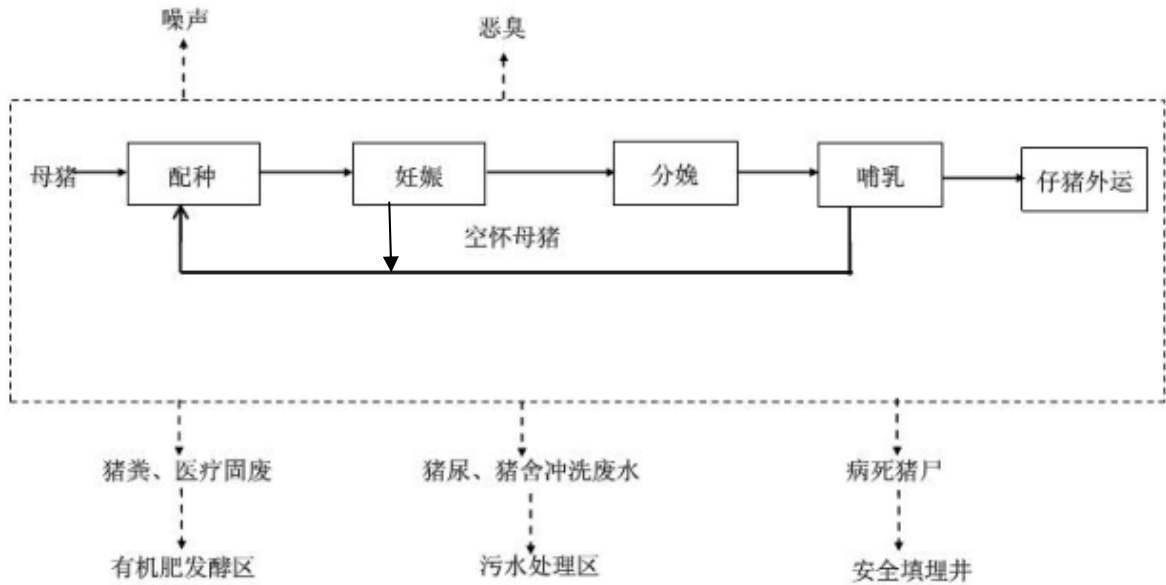 噪声
恶臭
母猪
配种
妊娠
分娩
哺乳
仔猪外运
空怀母猪
猪粪、医疗固废
猪尿、猪舍冲洗废水
病死猪尸
有机肥发酵区
污水处理区
安全填埋井